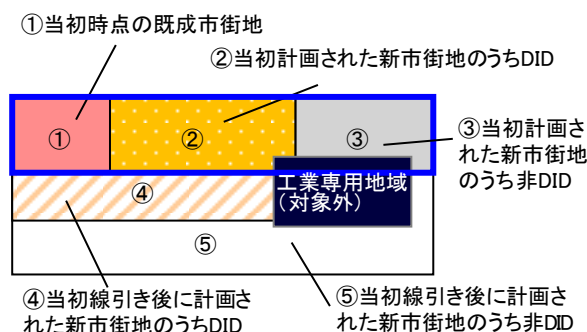 ①当初時点の既成市街地
②当初計画された新市街地のうちDID
①
②
③
③当初計画さ
れた新市街地
のうち非DID
工業専用地域
(対象外)
④
⑤
④当初線引き後に計画さ
れた新市街地のうちDID
⑤当初線引き後に計画さ
れた新市街地のうち非DID